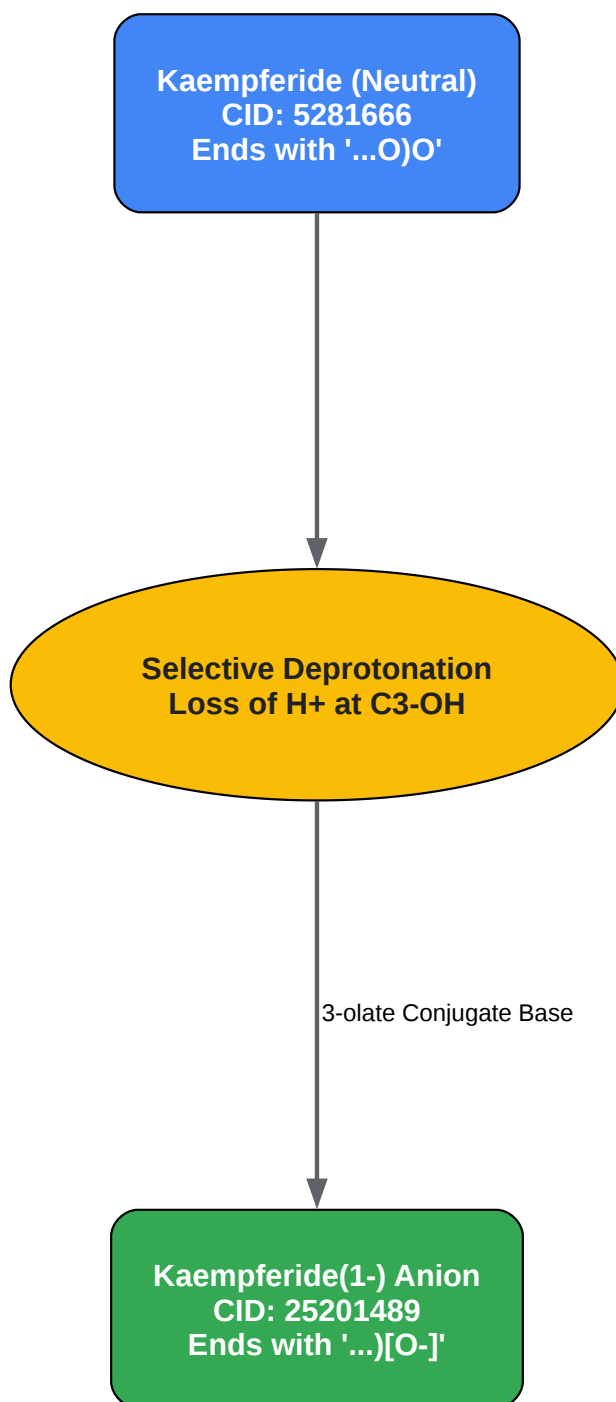 Kaempferide (Neutral)
CID: 5281666
Ends with '...O)O'
Selective Deprotonation
Loss of H+ at C3-OH
3-olate Conjugate Base
Kaempferide(1-) Anion
CID: 25201489
Ends with '...)[O-]'